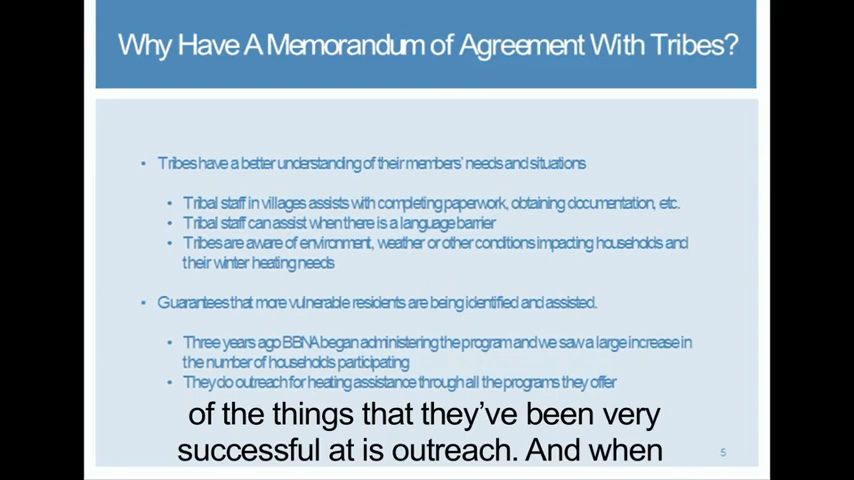 Why Have A Memorandum of Agreement With Tribes?
• Tribes have a better understanding of their members' needs and situations
• Tribal staff in villages assists with completing paperwork, obtaining documentation, etc.
• Tribal staff can assist when there is a language barrier
• Tribes are aware of environment, weather or other conditions impacting households and
their winter heating needs
• Guarantees that more vulnerable residents are being identified and assisted.
• Three years ago BBNA began administering the program and we saw a large increase in
the number of households participating
• They do outreach for heating assistance through all the programs they offer
of the things that they've been very
successful at is outreach. And when
5